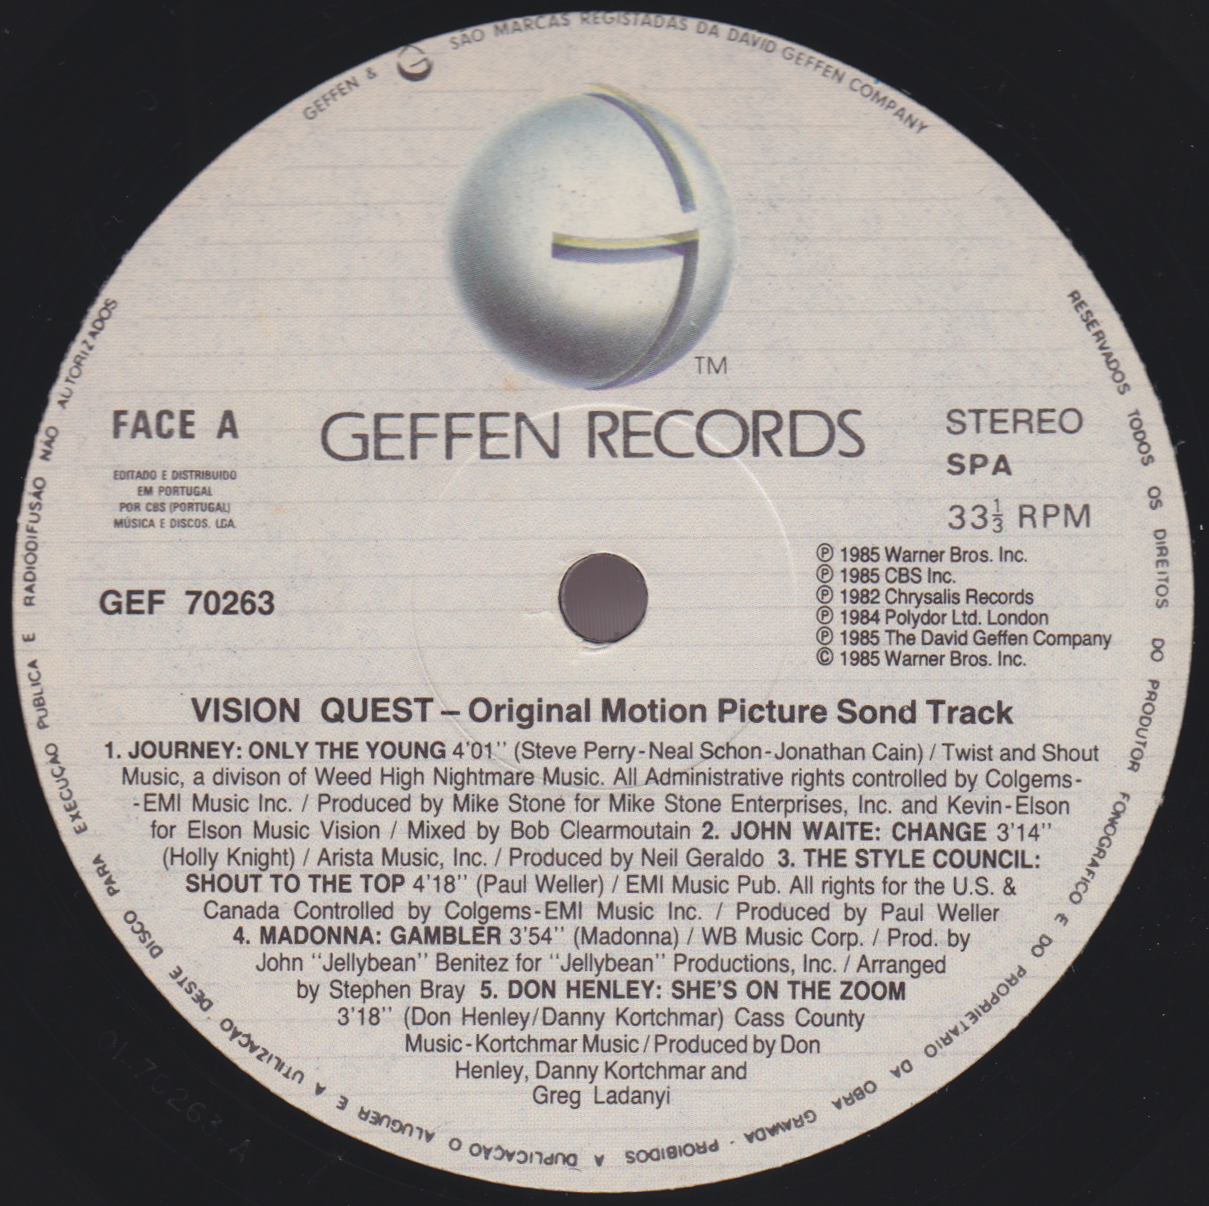 GEFFEN & G SÃO MARCAS REGISTADAS DA DAVID GEFFEN COMPANY
TM
GEFFEN RECORDS
FACE A
EDITADO E DISTRIBUIDO
EM PORTUGAL
POR CBS (PORTUGAL)
MÚSICA E DISCOS, LDA.
GEF 70263
STEREO
SPA
33⅓ RPM
Ⓟ 1985 Warner Bros. Inc.
Ⓟ 1985 CBS Inc.
Ⓟ 1982 Chrysalis Records
Ⓟ 1984 Polydor Ltd. London
Ⓟ 1985 The David Geffen Company
© 1985 Warner Bros. Inc.
VISION QUEST – Original Motion Picture Sond Track
1. JOURNEY: ONLY THE YOUNG 4'01'' (Steve Perry-Neal Schon-Jonathan Cain) / Twist and Shout
Music, a divison of Weed High Nightmare Music. All Administrative rights controlled by Colgems-
-EMI Music Inc. / Produced by Mike Stone for Mike Stone Enterprises, Inc. and Kevin-Elson
for Elson Music Vision / Mixed by Bob Clearmoutain 2. JOHN WAITE: CHANGE 3'14''
(Holly Knight) / Arista Music, Inc. / Produced by Neil Geraldo 3. THE STYLE COUNCIL:
SHOUT TO THE TOP 4'18'' (Paul Weller) / EMI Music Pub. All rights for the U.S. &
Canada Controlled by Colgems-EMI Music Inc. / Produced by Paul Weller
4. MADONNA: GAMBLER 3'54'' (Madonna) / WB Music Corp. / Prod. by
John ''Jellybean'' Benitez for ''Jellybean'' Productions, Inc. / Arranged
by Stephen Bray 5. DON HENLEY: SHE'S ON THE ZOOM
3'18'' (Don Henley/Danny Kortchmar) Cass County
Music-Kortchmar Music / Produced by Don
Henley, Danny Kortchmar and
Greg Ladanyi
RESERVADOS TODOS OS DIREITOS DO PRODUTOR FONOGRAFICO E DO PROPRIETARIO DA OBRA GRAVADA - PROIBIDOS A DUPLICAÇAO O ALUGUER E A UTILIZAÇAO DESTE DISCO PARA EXECUÇAO PUBLICA E RADIODIFUSÃO NÃO AUTORIZADOS
01-70263 A